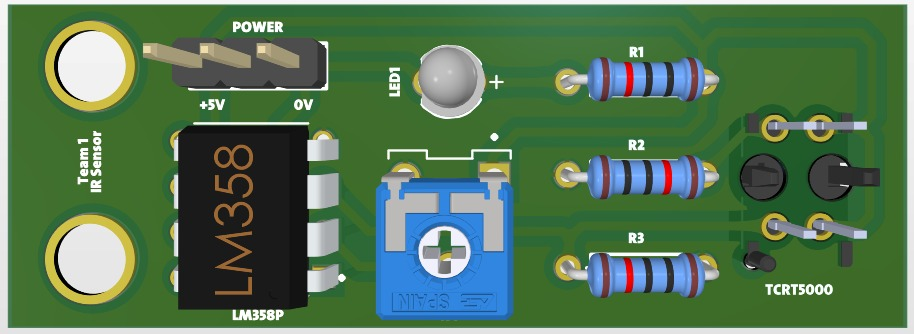 POWER
+5V
0V
LED1
+
R1
Team 1
IR Sensor
LM358
R2
SPAIN
R3
LM358P
TCRT5000